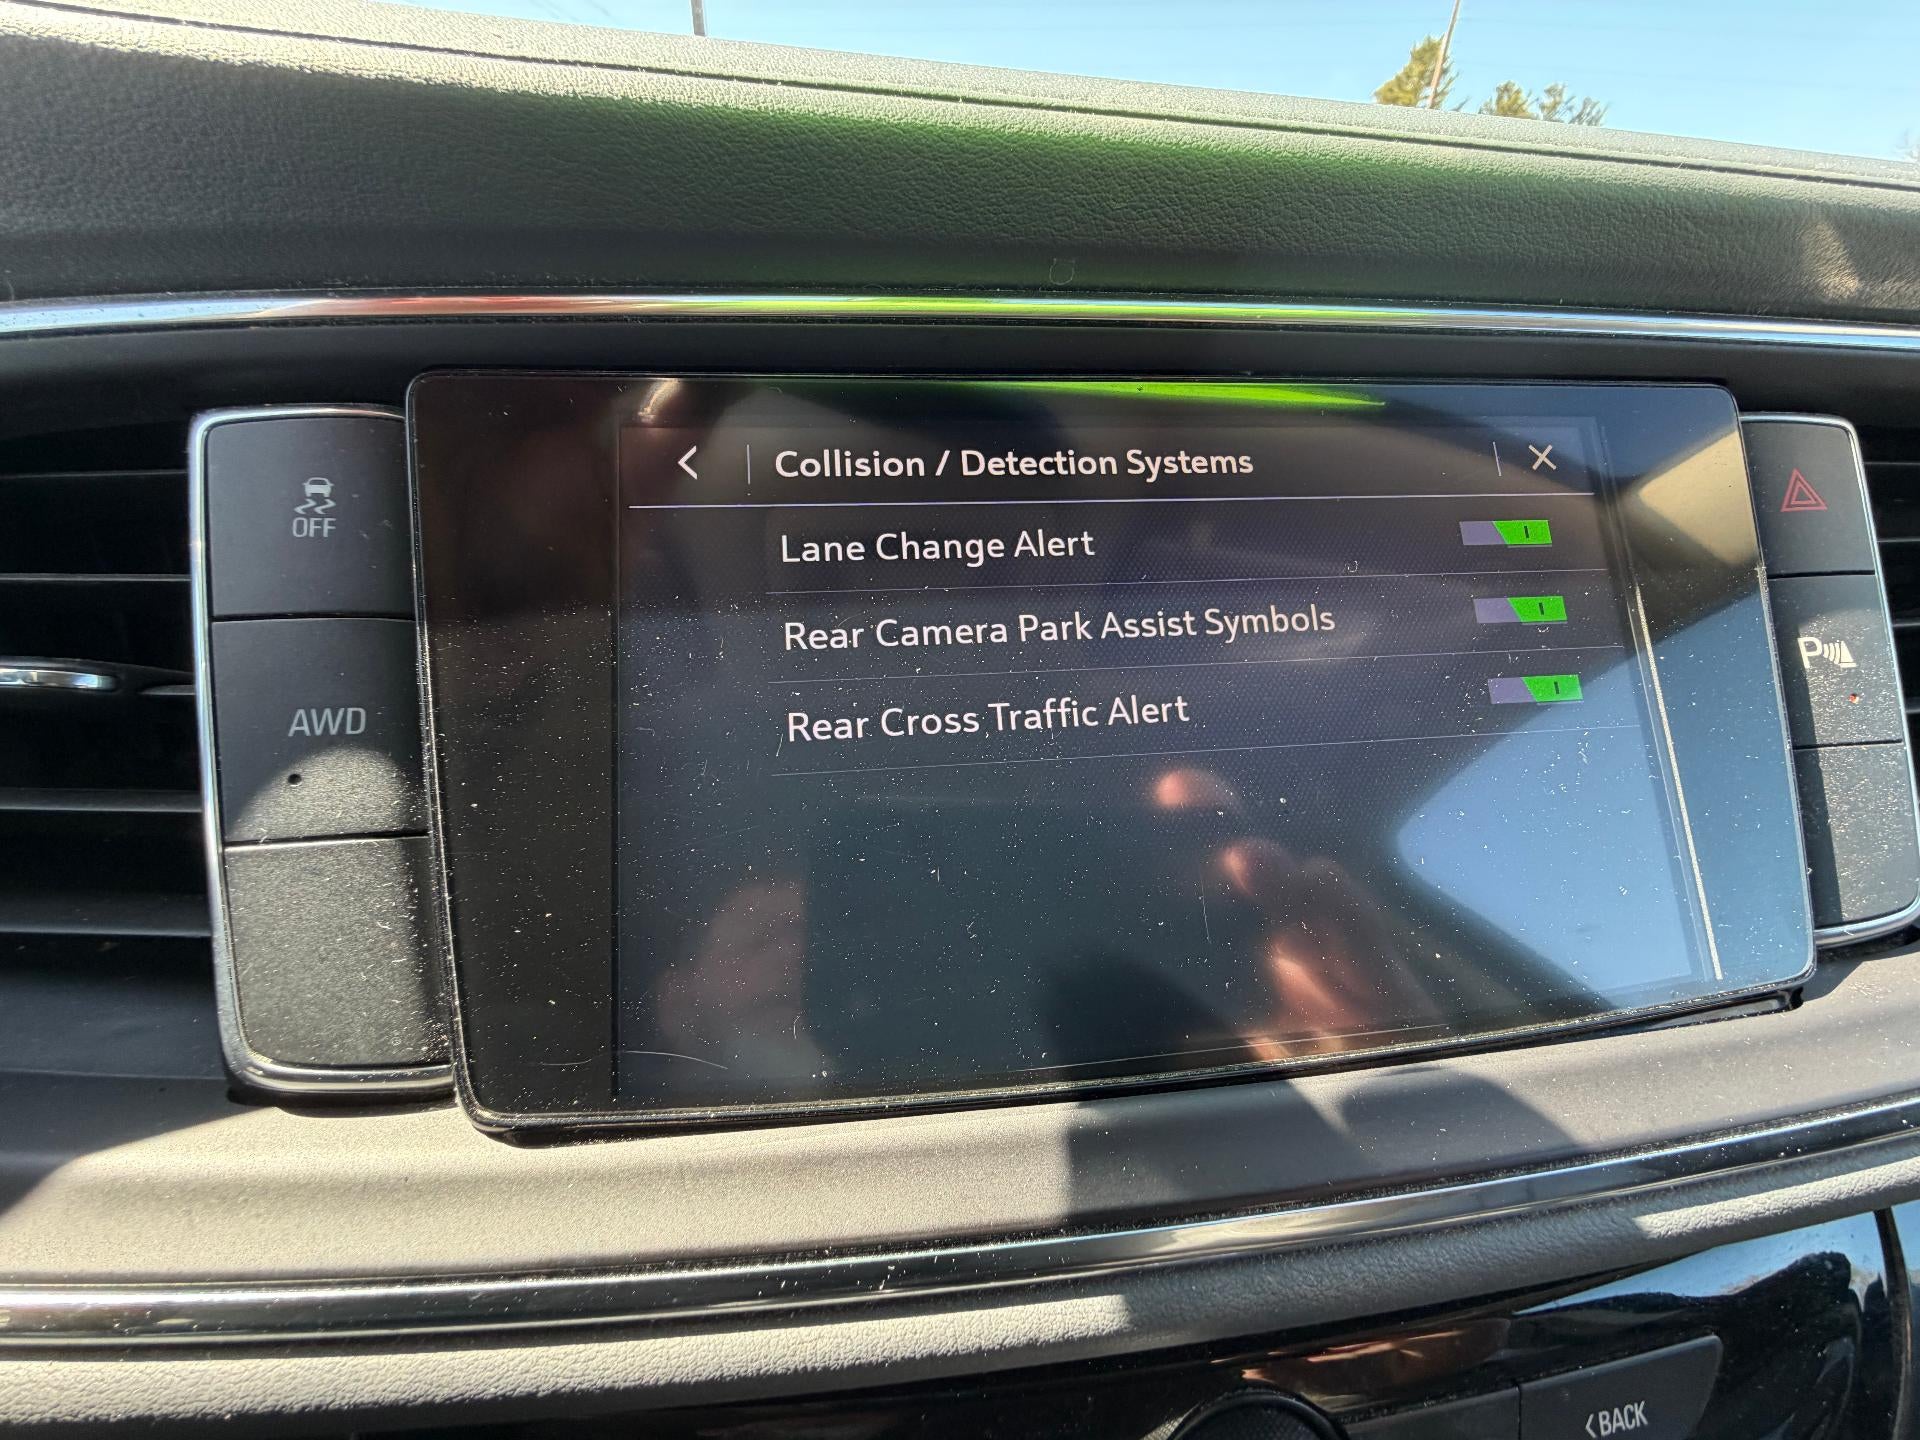 Collision / Detection Systems
Lane Change Alert
Rear Camera Park Assist Symbols
Rear Cross Traffic Alert
OFF
AWD
P
BACK